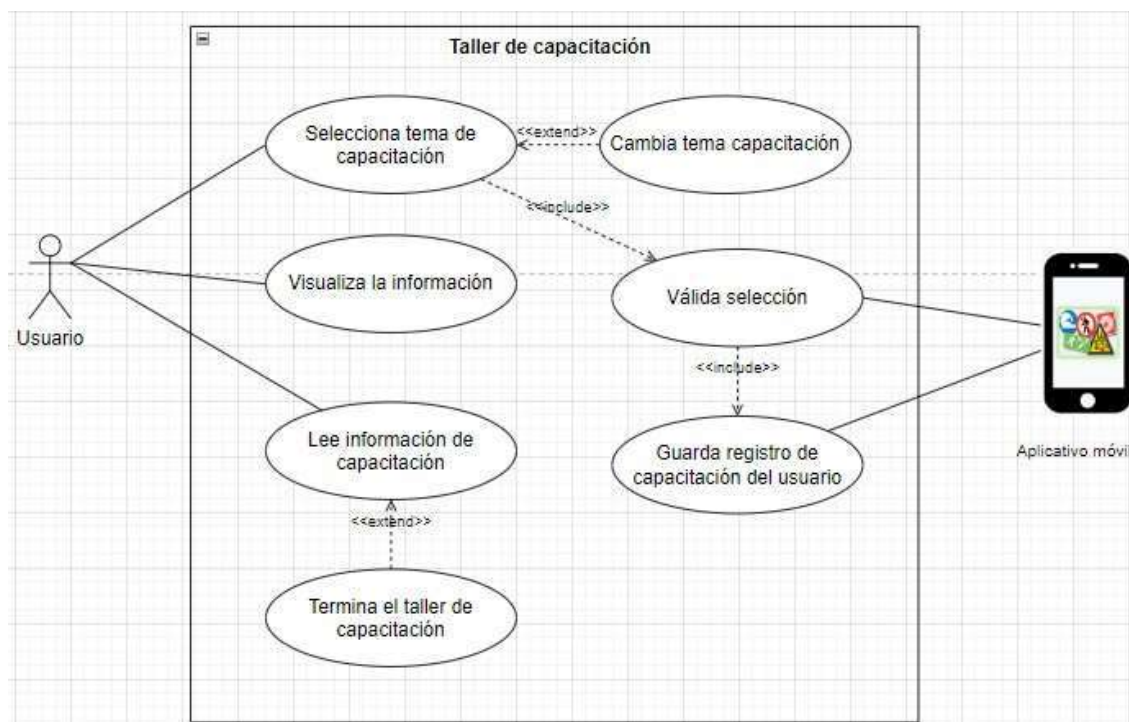 Taller de capacitación
Selecciona tema de
capacitación
<<extend>>
Cambia tema capacitación
<<include>>
Visualiza la información
Válida selección
Usuario
<<include>>
Lee información de
capacitación
Guarda registro de
capacitación del usuario
Aplicativo móvil
<<extend>>
Termina el taller de
capacitación